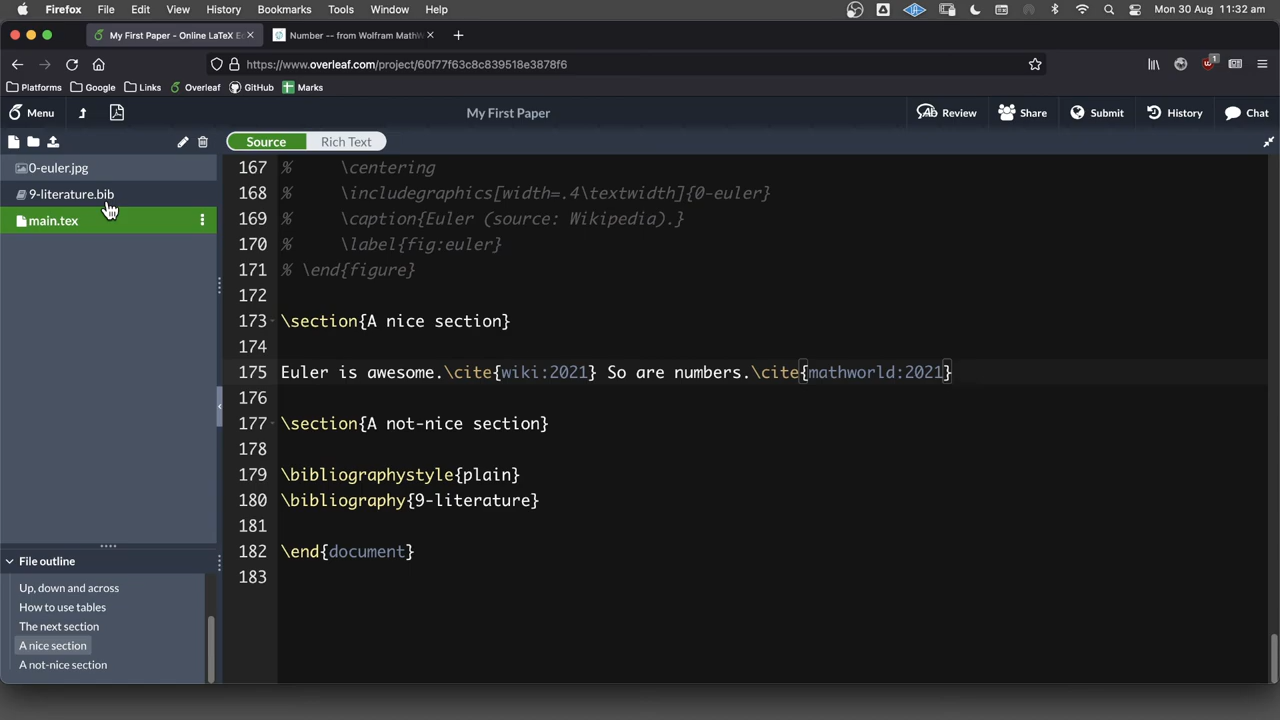 Firefox File Edit View History Bookmarks Tools Window Help Mon 30 Aug 11:32 am
My First Paper - Online LaTeX Ed Number -- from Wolfram MathW
https://www.overleaf.com/project/60f77f63c8c839518e3878f6
Platforms Google Links Overleaf GitHub Marks
Menu My First Paper Review Share Submit History Chat
Source Rich Text
0-euler.jpg
9-literature.bib
main.tex
167 % \centering
168 % \includegraphics[width=.4\textwidth]{0-euler}
169 % \caption{Euler (source: Wikipedia).}
170 % \label{fig:euler}
171 % \end{figure}
172
173 \section{A nice section}
174
175 Euler is awesome.\cite{wiki:2021} So are numbers.\cite{mathworld:2021}
176
177 \section{A not-nice section}
178
179 \bibliographystyle{plain}
180 \bibliography{9-literature}
181
182 \end{document}
183
File outline
Up, down and across
How to use tables
The next section
A nice section
A not-nice section